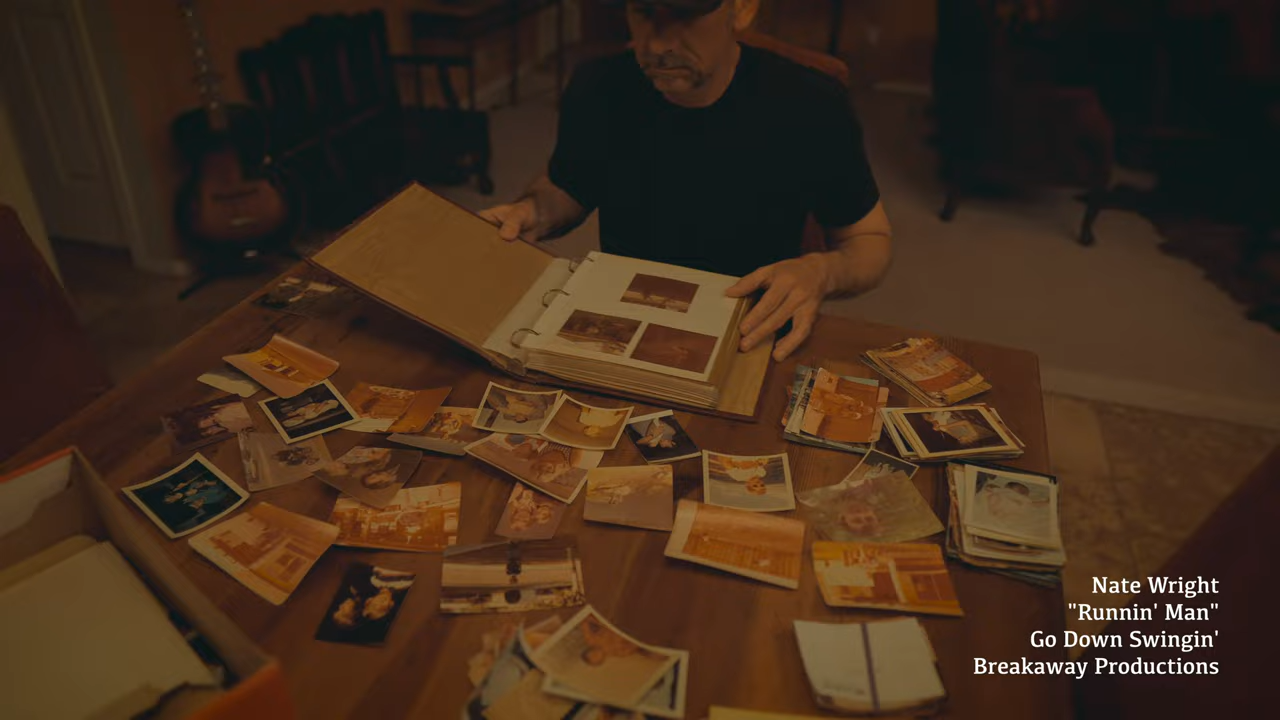 Nate Wright
"Runnin' Man"
Go Down Swingin'
Breakaway Productions